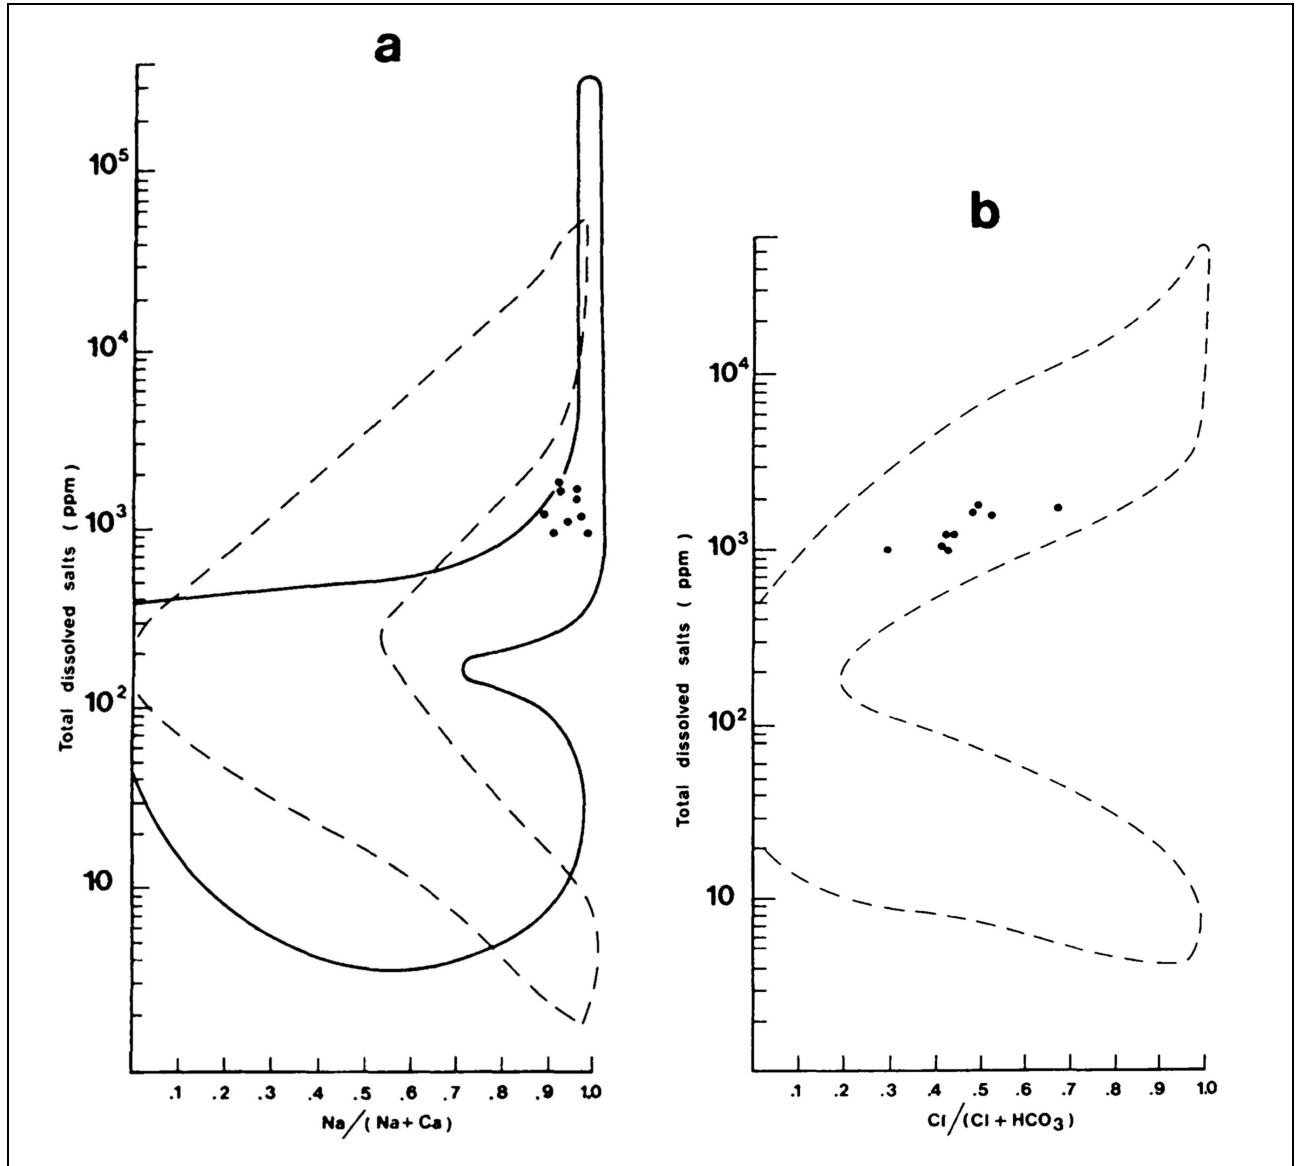 a
10⁵
10⁴
10³
10²
10
Total dissolved salts ( ppm )
.1 .2 .3 .4 .5 .6 .7 .8 .9 1.0
Na/(Na+Ca)
b
10⁴
10³
10²
10
Total dissolved salts ( ppm )
.1 .2 .3 .4 .5 .6 .7 .8 .9 1.0
Cl/(Cl+HCO₃)